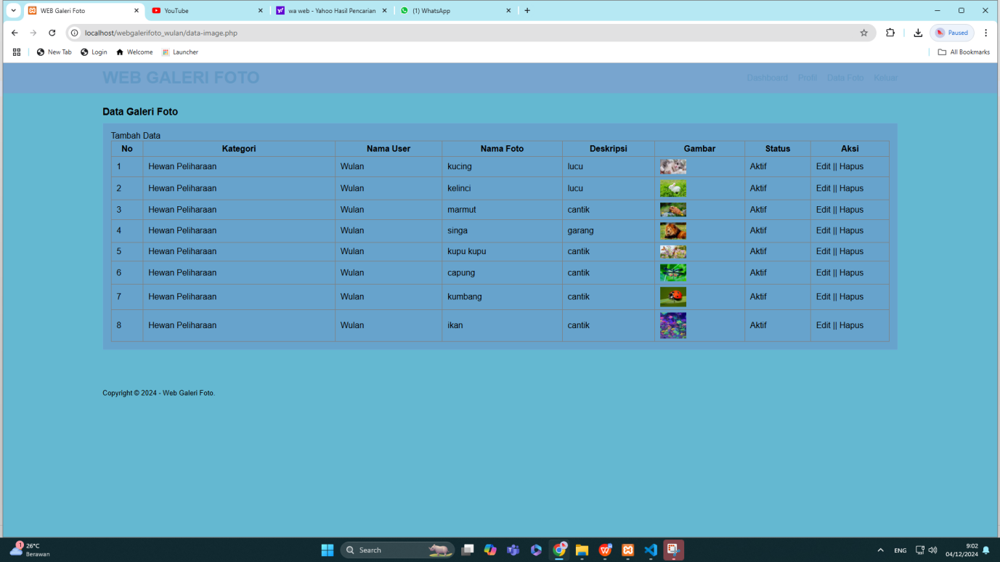 WEB Galeri Foto
YouTube
wa web - Yahoo Hasil Pencarian
(1) WhatsApp
localhost/webgalerifoto_wulan/data-image.php
Paused
New Tab
Login
Welcome
Launcher
All Bookmarks
WEB GALERI FOTO
Dashboard Profil Data Foto Keluar
Data Galeri Foto
Tambah Data
No Kategori Nama User Nama Foto Deskripsi Gambar Status Aksi
1 Hewan Peliharaan Wulan kucing lucu Aktif Edit || Hapus
2 Hewan Peliharaan Wulan kelinci lucu Aktif Edit || Hapus
3 Hewan Peliharaan Wulan marmut cantik Aktif Edit || Hapus
4 Hewan Peliharaan Wulan singa garang Aktif Edit || Hapus
5 Hewan Peliharaan Wulan kupu kupu cantik Aktif Edit || Hapus
6 Hewan Peliharaan Wulan capung cantik Aktif Edit || Hapus
7 Hewan Peliharaan Wulan kumbang cantik Aktif Edit || Hapus
8 Hewan Peliharaan Wulan ikan cantik Aktif Edit || Hapus
Copyright © 2024 - Web Galeri Foto.
1
26°C
Berawan
Search
ENG
9:02
04/12/2024